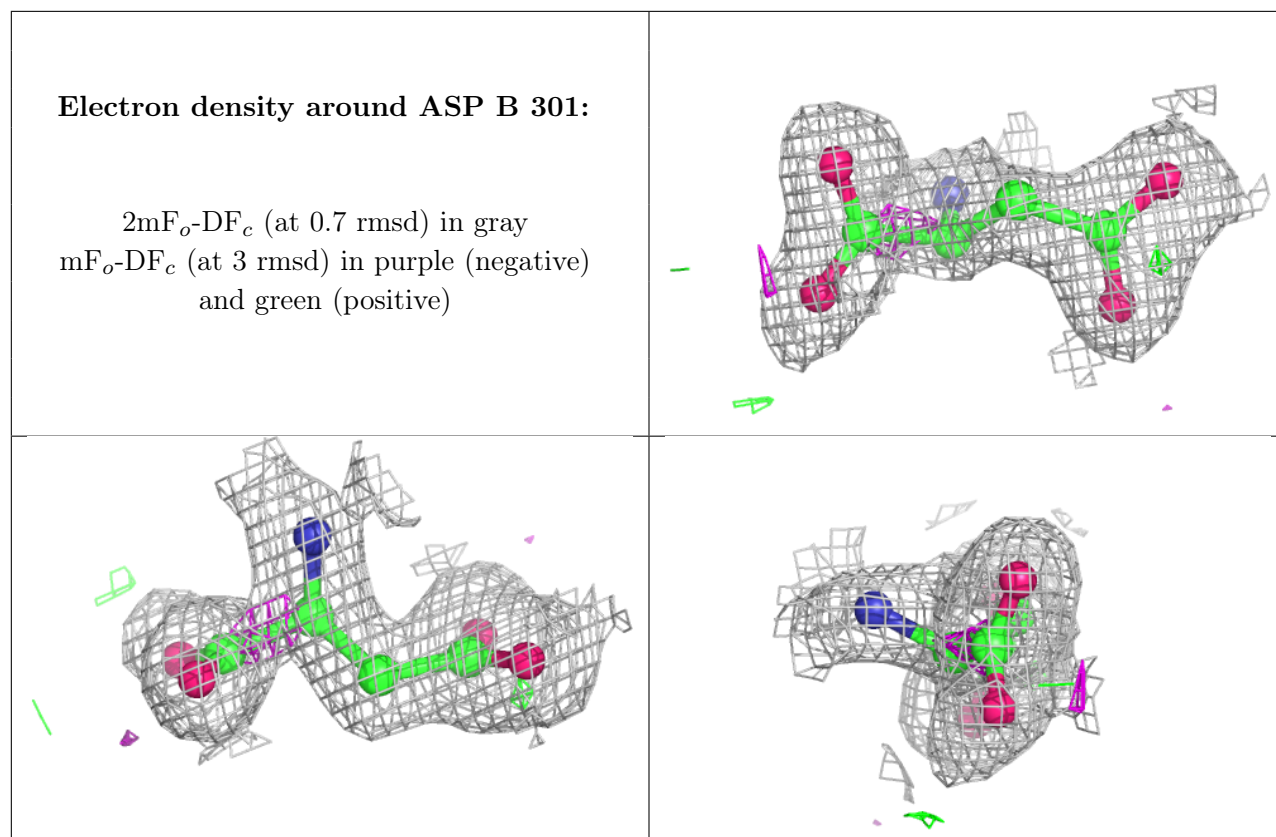 Electron density around ASP B 301:
2mFo-DFc (at 0.7 rmsd) in gray
mFo-DFc (at 3 rmsd) in purple (negative)
and green (positive)